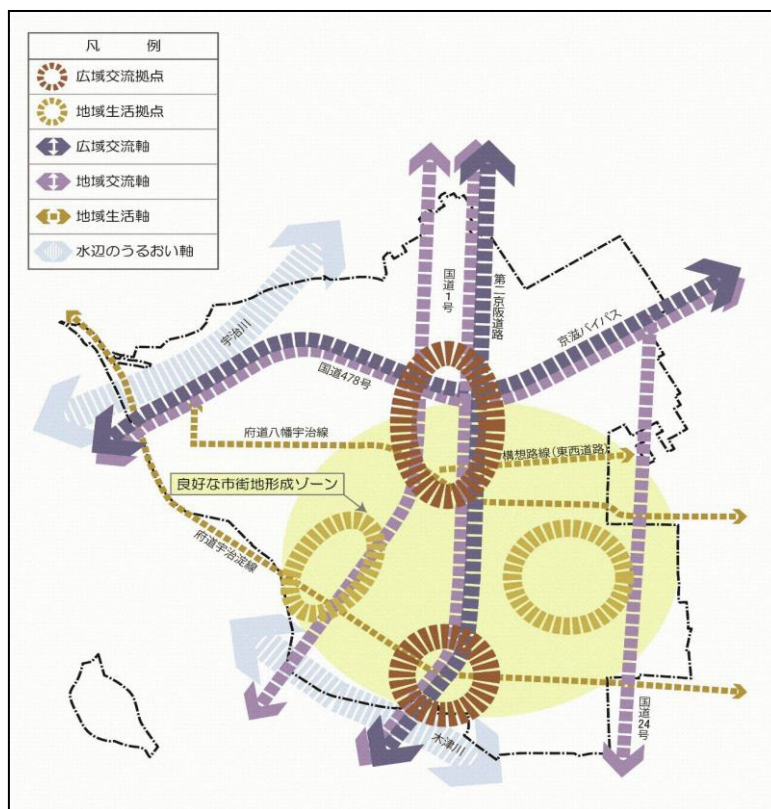 凡 例
広域交流拠点
地域生活拠点
広域交流軸
地域交流軸
地域生活軸
水辺のうるおい軸
宇治川
国道1号
第二京阪道路
京滋バイパス
国道478号
府道八幡宇治線
構想路線(東西道路)
良好な市街地形成ゾーン
府道宇治淀線
木津川
国道24号